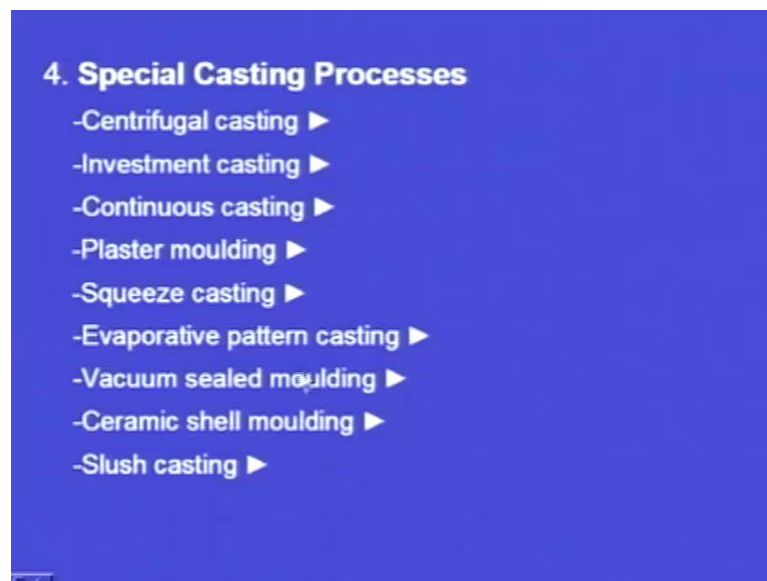 4. Special Casting Processes
-Centrifugal casting ►
-Investment casting ►
-Continuous casting ►
-Plaster moulding ►
-Squeeze casting ►
-Evaporative pattern casting ►
-Vacuum sealed moulding ►
-Ceramic shell moulding ►
-Slush casting ►